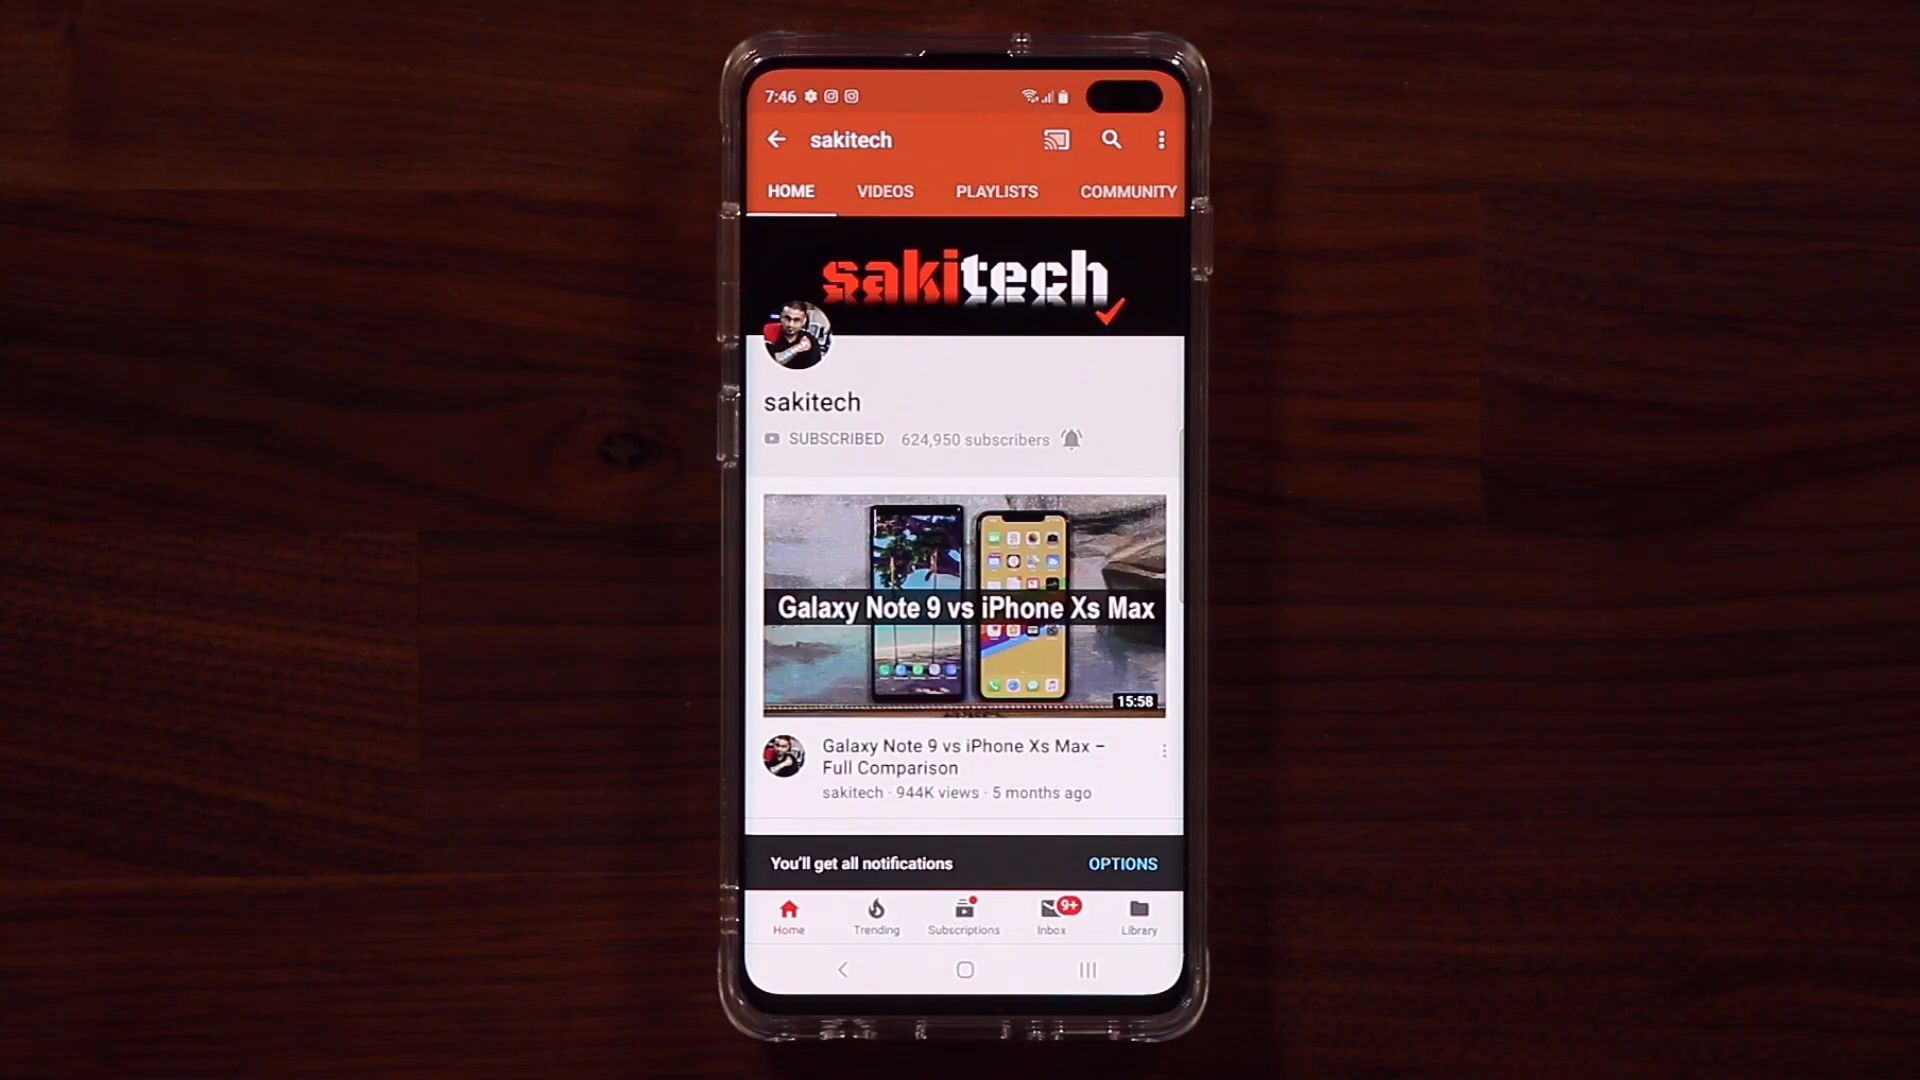 7:46
sakitech
HOME VIDEOS PLAYLISTS COMMUNITY
sakitech
sakitech
SUBSCRIBED 624,950 subscribers
Galaxy Note 9 vs iPhone Xs Max
15:58
Galaxy Note 9 vs iPhone Xs Max –
Full Comparison
sakitech · 944K views · 5 months ago
You'll get all notifications OPTIONS
9+
Home Trending Subscriptions Inbox Library